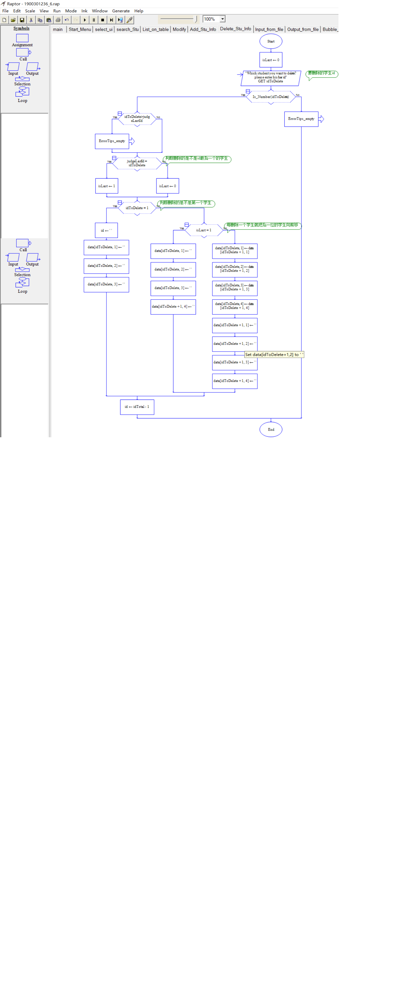 Raptor - 1900301236_6.rap
File Edit Scale View Run Mode Ink Window Generate Help
100%
Symbols
Assignment
Call
Input Output
Selection
Loop
Call
Input Output
Selection
Loop
main Start_Menu select_ui search_Stu List_on_table Modify Add_Stu_Info Delete_Stu_Info Input_from_file Output_from_file Bubble_
Start
isLast ← 0
"Which student you want to delete?
please enter his/her id"
GET idToDelete
要删除的学生id
Yes
Is_Number(idToDelete)
No
Yes
idToDelete>judg
eLastId
No
ErrorTips_empty
ErrorTips_empty
Yes
judgeLastId =
idToDelete
No
判断删除的是不是id最后一个的学生
isLast ← 1
isLast ← 0
Yes
idToDelete = 1
No
判断删除的是不是第一个学生
id ← ' '
Yes
isLast = 1
No
每删除一个学生就把后一位的学生向前移
data[idToDelete, 1] ← ' '
data[idToDelete, 2] ← ' '
data[idToDelete, 3] ← ' '
data[idToDelete, 1] ← ' '
data[idToDelete, 2] ← ' '
data[idToDelete, 3] ← ' '
data[idToDelete + 1, 4] ← ' '
data[idToDelete, 1] ← data
[idToDelete + 1, 1]
data[idToDelete, 2] ← data
[idToDelete + 1, 2]
data[idToDelete, 3] ← data
[idToDelete + 1, 3]
data[idToDelete, 4] ← data
[idToDelete + 1, 4]
data[idToDelete + 1, 1] ← ' '
data[idToDelete + 1, 2] ← ' '
Set data[idToDelete+1,2] to ' '
data[idToDelete + 1, 3] ← ' '
data[idToDelete + 1, 4] ← ' '
id ← idTotal - 1
End